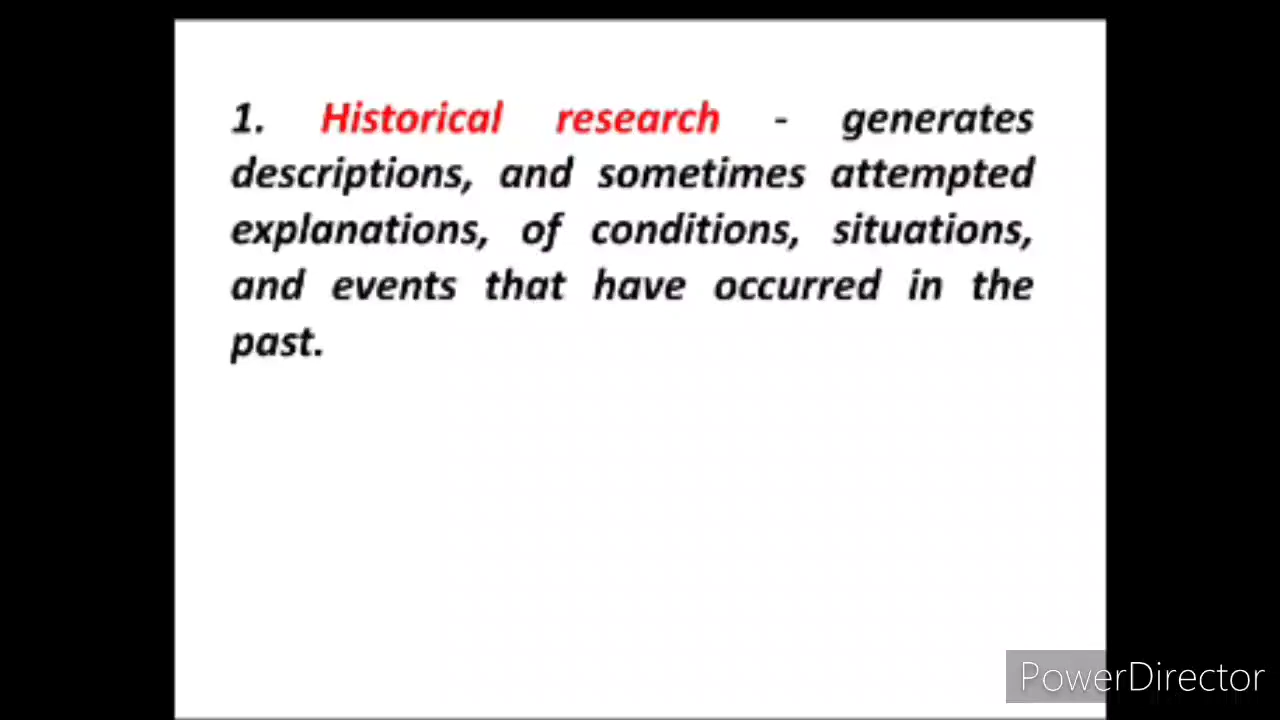 1. Historical research - generates
descriptions, and sometimes attempted
explanations, of conditions, situations,
and events that have occurred in the
past.
PowerDirector